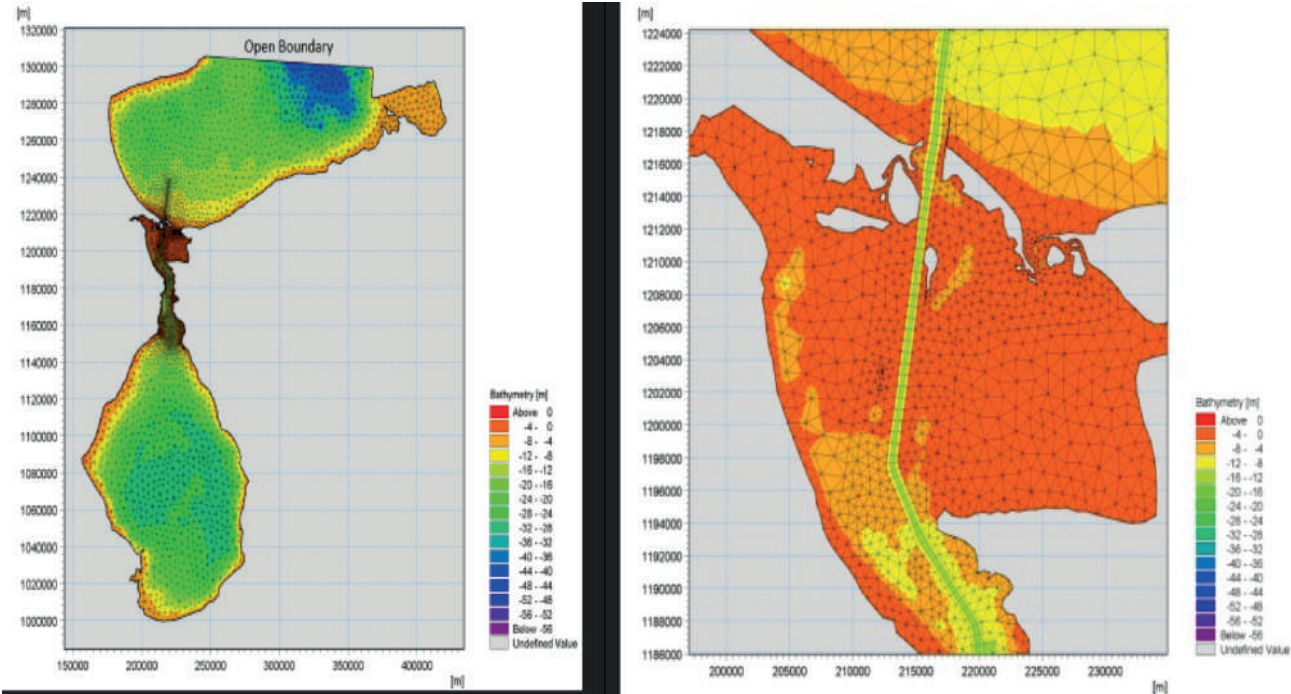 [m]
1320000
Open Boundary
1300000
1280000
1260000
1240000
1220000
1200000
1180000
1160000
1140000
1120000
1100000
1080000
1060000
1040000
1020000
1000000
150000 200000 250000 300000 350000 400000
[m]
Bathymetry [m]
Above 0
-4 - 0
-8 - -4
-12 - -8
-16 - -12
-20 - -16
-24 - -20
-28 - -24
-32 - -28
-36 - -32
-40 - -36
-44 - -40
-48 - -44
-52 - -48
-56 - -52
Below -56
Undefined Value
[m]
1224000
1222000
1220000
1218000
1216000
1214000
1212000
1210000
1208000
1206000
1204000
1202000
1200000
1198000
1196000
1194000
1192000
1190000
1188000
1186000
200000 205000 210000 215000 220000 225000 230000
[m]
Bathymetry [m]
Above 0
-4 - 0
-8 - -4
-12 - -8
-16 - -12
-20 - -16
-24 - -20
-28 - -24
-32 - -28
-36 - -32
-40 - -36
-44 - -40
-48 - -44
-52 - -48
-56 - -52
Below -56
Undefined Value